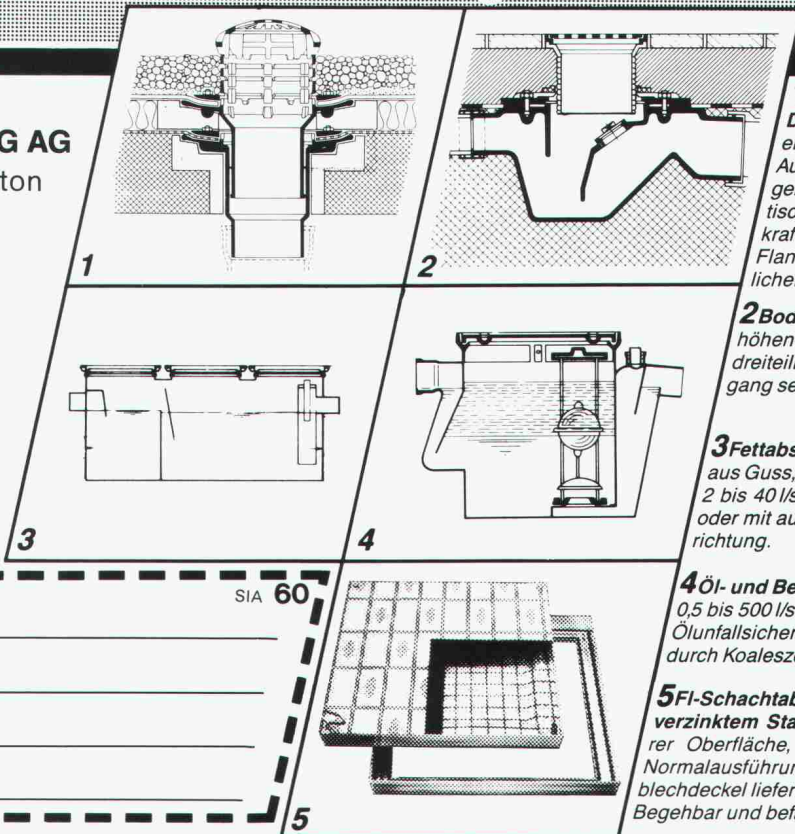 G AG
ton
1
2
3
4
5
SIA 60
D
Au
ge
tisc
kraf
Flan
liche
2 Bod
höhen
dreiteili
gang se
3 Fettabs
aus Guss,
2 bis 40 l/s
oder mit au
richtung.
4 Öl- und Be
0,5 bis 500 l/s
Ölunfallsicher
durch Koalesz
5 FI-Schachtab
verzinktem Sta
rer Oberfläche,
Normalausführun
blechdeckel liefer
Begehbar und befa